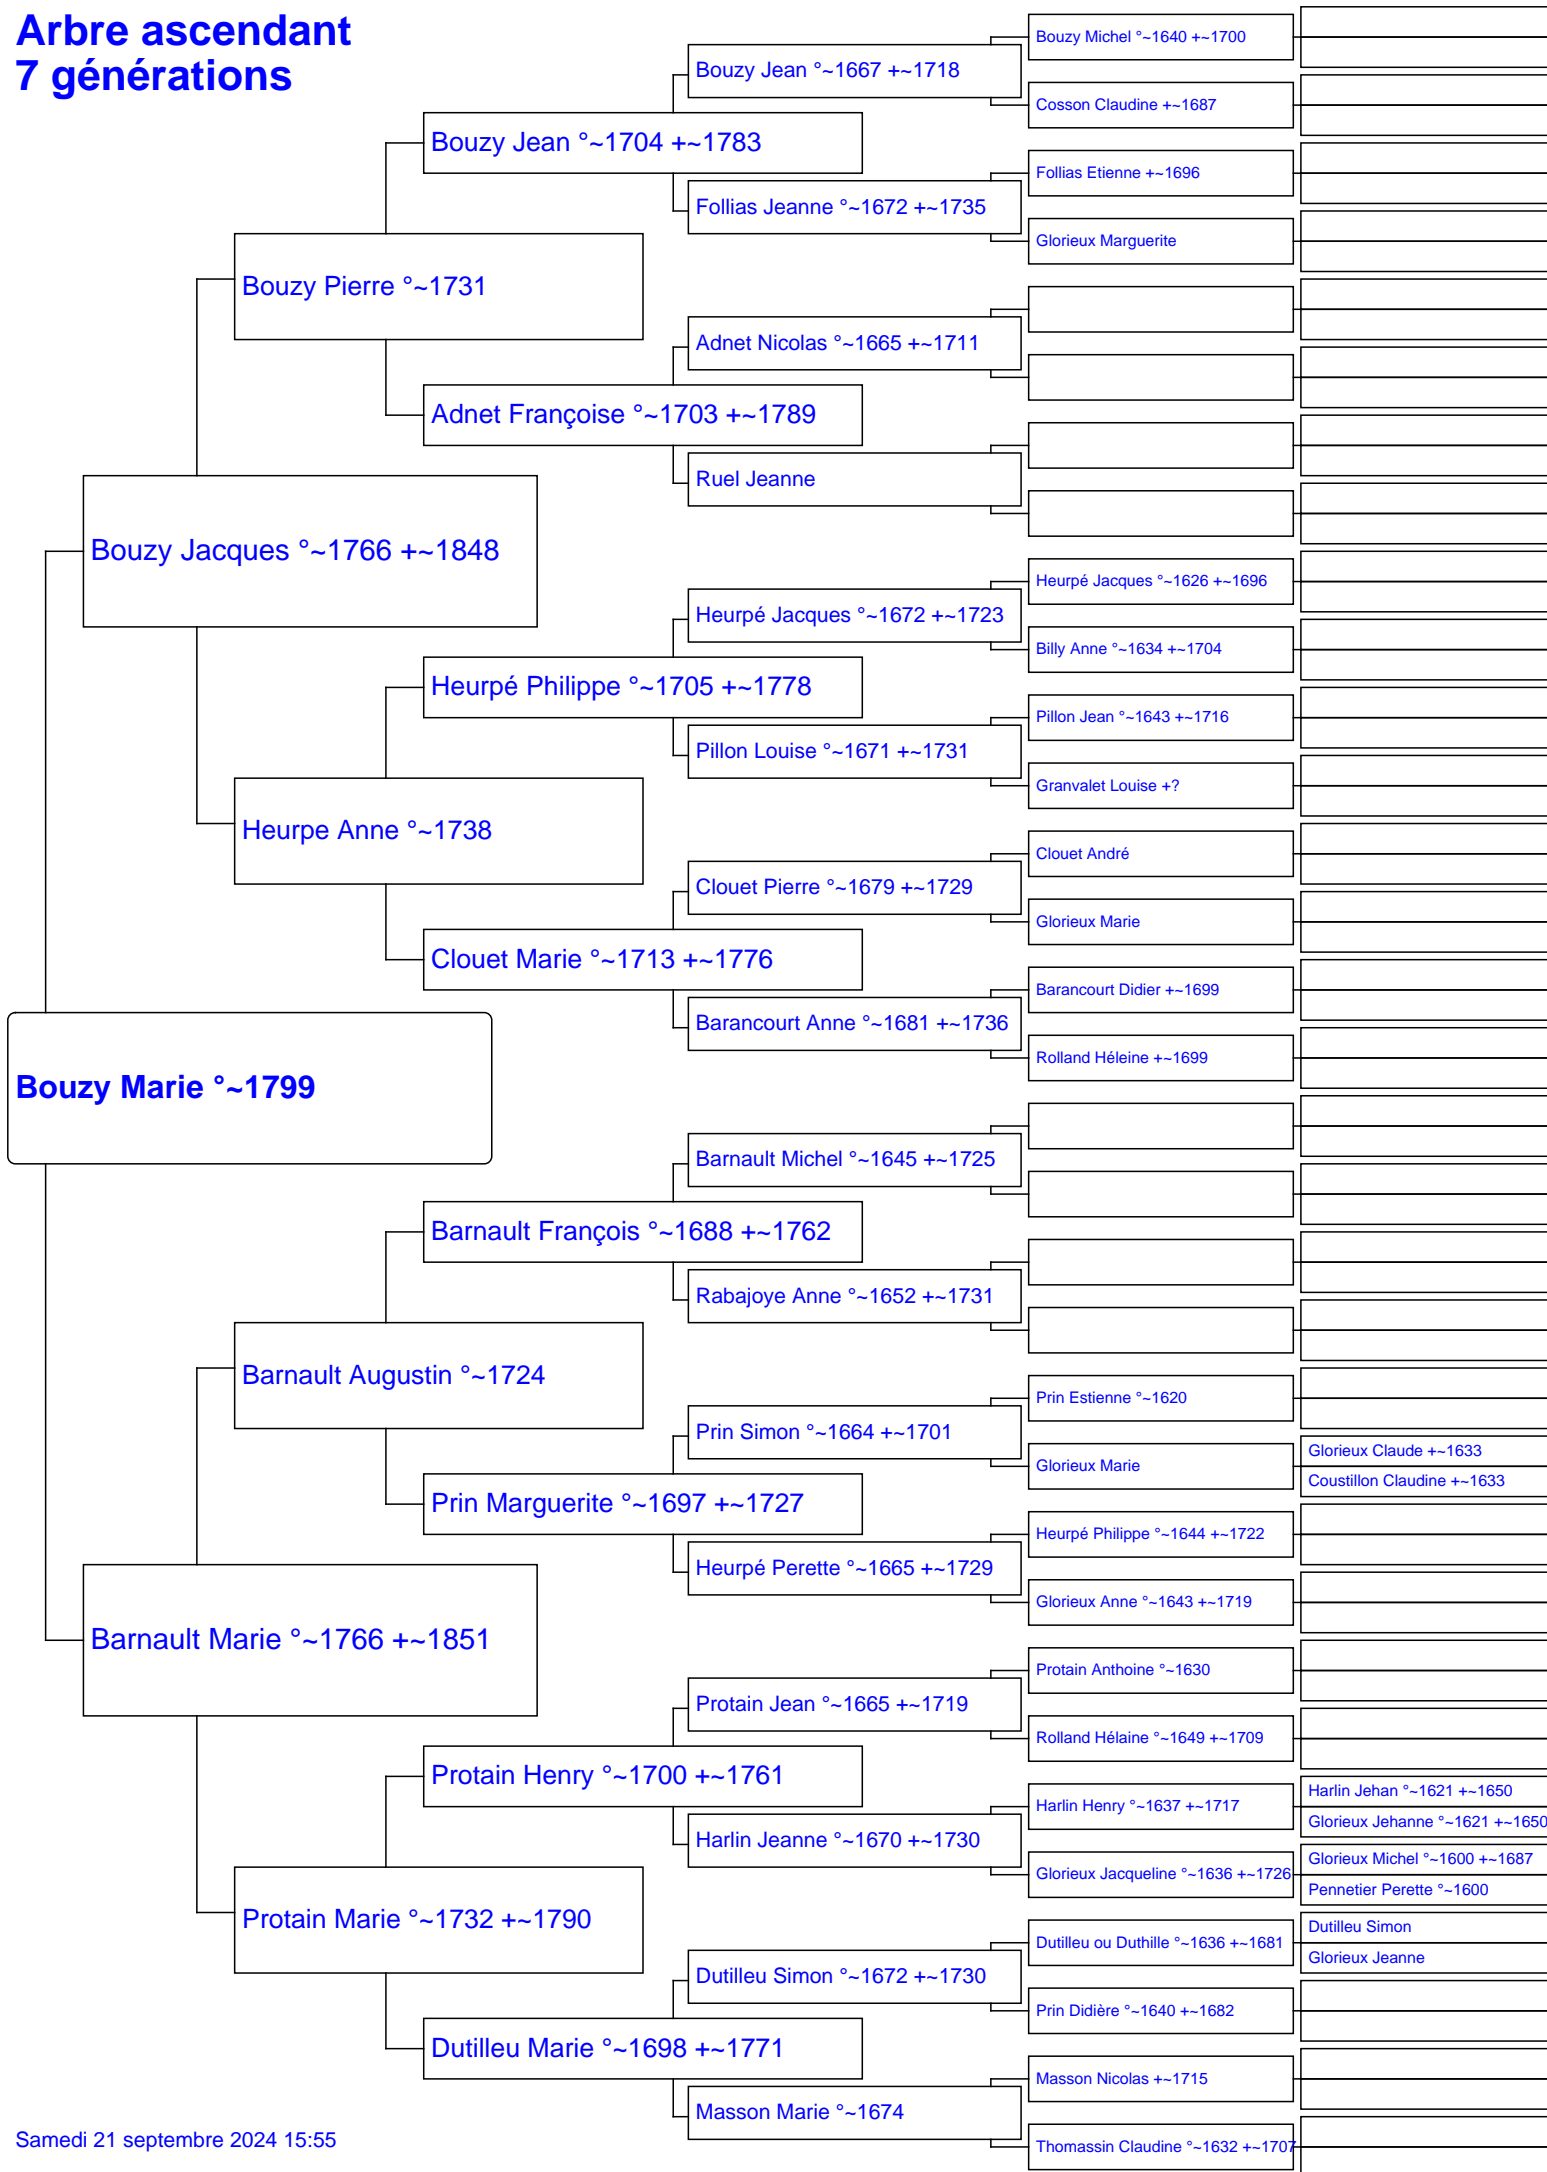 Arbre ascendant
7 générations
Bouzy Michel °~1640 +~1700
Bouzy Jean °~1667 +~1718
Cosson Claudine +~1687
Bouzy Jean °~1704 +~1783
Follias Etienne +~1696
Follias Jeanne °~1672 +~1735
Glorieux Marguerite
Bouzy Pierre °~1731
Adnet Nicolas °~1665 +~1711
Adnet Françoise °~1703 +~1789
Ruel Jeanne
Bouzy Jacques °~1766 +~1848
Heurpé Jacques °~1626 +~1696
Heurpé Jacques °~1672 +~1723
Billy Anne °~1634 +~1704
Heurpé Philippe °~1705 +~1778
Pillon Jean °~1643 +~1716
Pillon Louise °~1671 +~1731
Granvalet Louise +?
Heurpe Anne °~1738
Clouet André
Clouet Pierre °~1679 +~1729
Glorieux Marie
Clouet Marie °~1713 +~1776
Barancourt Didier +~1699
Barancourt Anne °~1681 +~1736
Rolland Héleine +~1699
Bouzy Marie °~1799
Barnault Michel °~1645 +~1725
Barnault François °~1688 +~1762
Rabajoye Anne °~1652 +~1731
Barnault Augustin °~1724
Prin Estienne °~1620
Prin Simon °~1664 +~1701
Glorieux Claude +~1633
Glorieux Marie
Coustillon Claudine +~1633
Prin Marguerite °~1697 +~1727
Heurpé Philippe °~1644 +~1722
Heurpé Perette °~1665 +~1729
Glorieux Anne °~1643 +~1719
Barnault Marie °~1766 +~1851
Protain Anthoine °~1630
Protain Jean °~1665 +~1719
Rolland Hélaine °~1649 +~1709
Protain Henry °~1700 +~1761
Harlin Jehan °~1621 +~1650
Harlin Henry °~1637 +~1717
Glorieux Jehanne °~1621 +~1650
Harlin Jeanne °~1670 +~1730
Glorieux Michel °~1600 +~1687
Glorieux Jacqueline °~1636 +~1726
Pennetier Perette °~1600
Protain Marie °~1732 +~1790
Dutilleu Simon
Dutilleu ou Duthille °~1636 +~1681
Glorieux Jeanne
Dutilleu Simon °~1672 +~1730
Prin Didière °~1640 +~1682
Dutilleu Marie °~1698 +~1771
Masson Nicolas +~1715
Masson Marie °~1674
Thomassin Claudine °~1632 +~1707
Samedi 21 septembre 2024 15:55